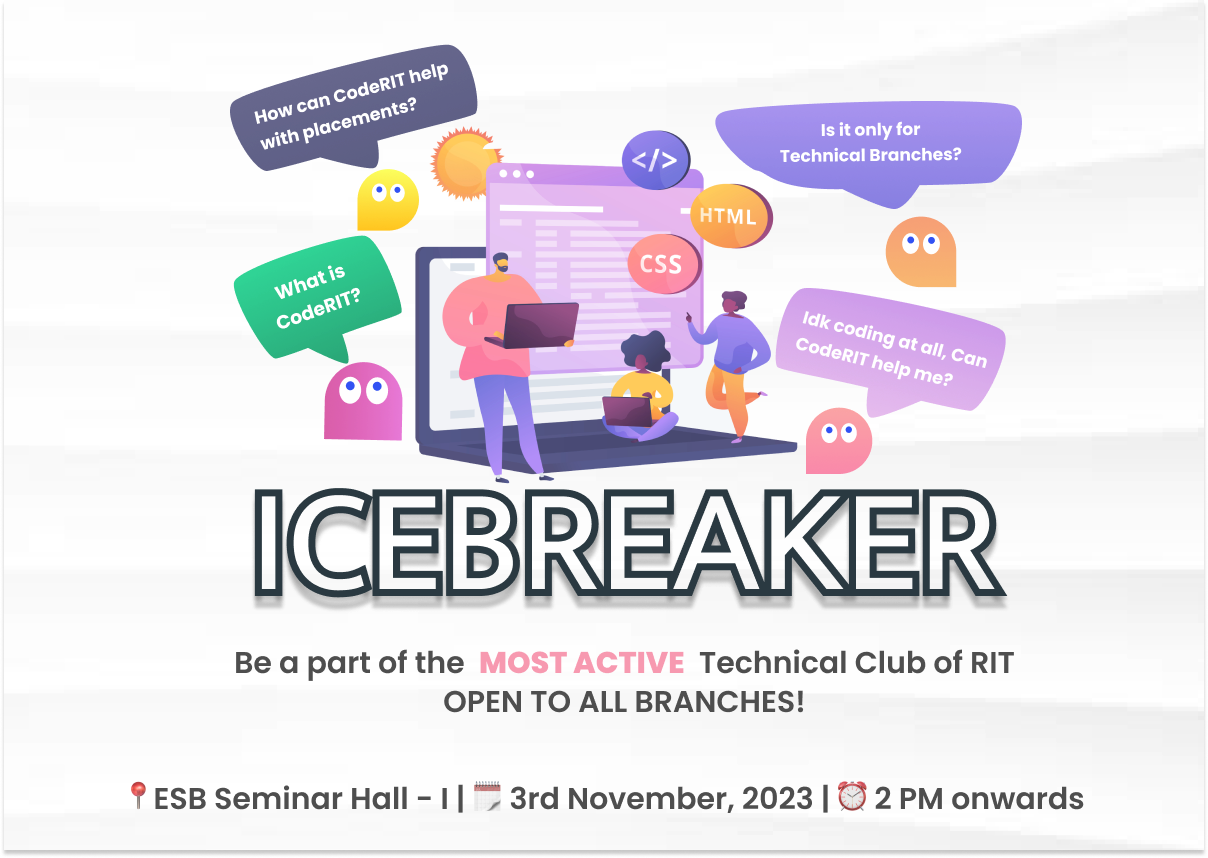 How can CodeRIT help
with placements?
Is it only for
Technical Branches?
</>
HTML
CSS
What is
CodeRIT?
Idk coding at all, Can
CodeRIT help me?
ICEBREAKER
Be a part of the MOST ACTIVE Technical Club of RIT
OPEN TO ALL BRANCHES!
📍ESB Seminar Hall - I | 🗓️ 3rd November, 2023 | ⏰ 2 PM onwards